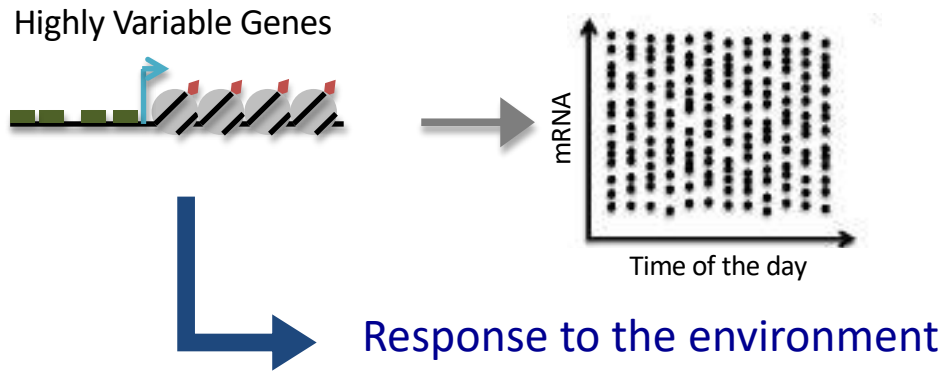 Highly Variable Genes
mRNA
Time of the day
Response to the environment